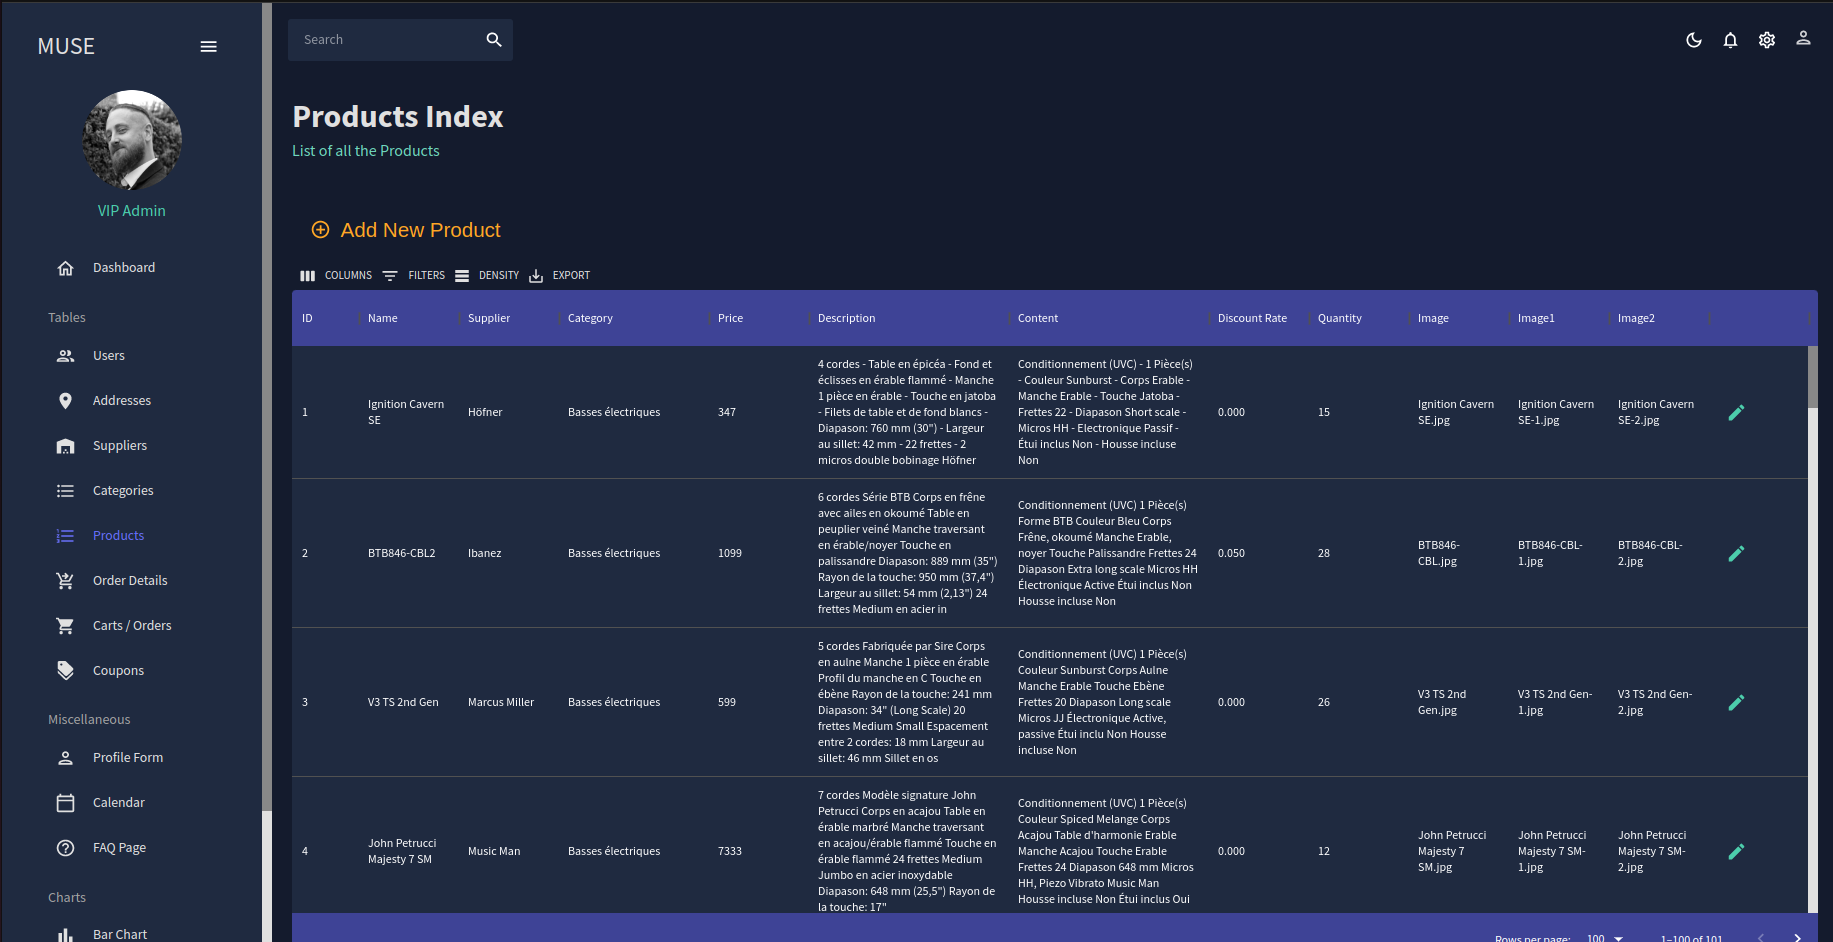 MUSE
VIP Admin
Dashboard
Tables
Users
Addresses
Suppliers
Categories
Products
Order Details
Carts / Orders
Coupons
Miscellaneous
Profile Form
Calendar
FAQ Page
Charts
Bar Chart
Search
Products Index
List of all the Products
Add New Product
COLUMNS FILTERS DENSITY EXPORT
ID Name Supplier Category Price Description Content Discount Rate Quantity Image Image1 Image2
1
Ignition Cavern
SE
Höfner
Basses électriques
347
4 cordes - Table en épicéa - Fond et
éclisses en érable flammé - Manche
1 pièce en érable - Touche en jatoba
- Filets de table et de fond blancs -
Diapason: 760 mm (30") - Largeur
au sillet: 42 mm - 22 frettes - 2
micros double bobinage Höfner
Conditionnement (UVC) - 1 Pièce(s)
- Couleur Sunburst - Corps Erable -
Manche Erable - Touche Jatoba -
Frettes 22 - Diapason Short scale -
Micros HH - Electronique Passif -
Étui inclus Non - Housse incluse
Non
0.000
15
Ignition Cavern
SE.jpg
Ignition Cavern
SE-1.jpg
Ignition Cavern
SE-2.jpg
2
BTB846-CBL2
Ibanez
Basses électriques
1099
6 cordes Série BTB Corps en frêne
avec ailes en okoumé Table en
peuplier veiné Manche traversant
en érable/noyer Touche en
palissandre Diapason: 889 mm (35")
Rayon de la touche: 950 mm (37,4")
Largeur au sillet: 54 mm (2,13") 24
frettes Medium en acier in
Conditionnement (UVC) 1 Pièce(s)
Forme BTB Couleur Bleu Corps
Frêne, okoumé Manche Erable,
noyer Touche Palissandre Frettes 24
Diapason Extra long scale Micros HH
Électronique Active Étui inclus Non
Housse incluse Non
0.050
28
BTB846-
CBL.jpg
BTB846-CBL-
1.jpg
BTB846-CBL-
2.jpg
3
V3 TS 2nd Gen
Marcus Miller
Basses électriques
599
5 cordes Fabriquée par Sire Corps
en aulne Manche 1 pièce en érable
Profil du manche en C Touche en
ébène Rayon de la touche: 241 mm
Diapason: 34" (Long Scale) 20
frettes Medium Small Espacement
entre 2 cordes: 18 mm Largeur au
sillet: 46 mm Sillet en os
Conditionnement (UVC) 1 Pièce(s)
Couleur Sunburst Corps Aulne
Manche Erable Touche Ebène
Frettes 20 Diapason Long scale
Micros JJ Électronique Active,
passive Étui inclu Non Housse
incluse Non
0.000
26
V3 TS 2nd
Gen.jpg
V3 TS 2nd Gen-
1.jpg
V3 TS 2nd Gen-
2.jpg
4
John Petrucci
Majesty 7 SM
Music Man
Basses électriques
7333
7 cordes Modèle signature John
Petrucci Corps en acajou Table en
érable marbré Manche traversant
en acajou/érable flammé Touche en
érable flammé 24 frettes Medium
Jumbo en acier inoxydable
Diapason: 648 mm (25,5") Rayon de
la touche: 17"
Conditionnement (UVC) 1 Pièce(s)
Couleur Spiced Melange Corps
Acajou Table d'harmonie Erable
Manche Acajou Touche Erable
Frettes 24 Diapason 648 mm Micros
HH, Piezo Vibrato Music Man
Housse incluse Non Étui inclus Oui
0.000
12
John Petrucci
Majesty 7
SM.jpg
John Petrucci
Majesty 7 SM-
1.jpg
John Petrucci
Majesty 7 SM-
2.jpg
Rows per page: 100 1–100 of 101